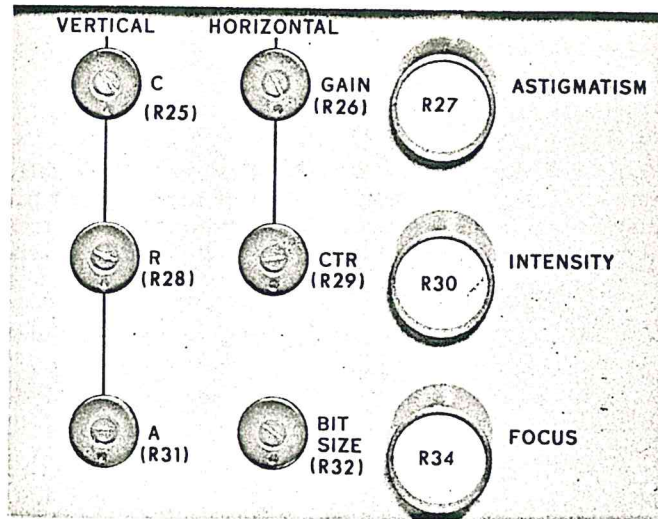 VERTICAL HORIZONTAL
C
(R25)
GAIN
(R26)
R27
ASTIGMATISM
R
(R28)
CTR
(R29)
R30
INTENSITY
A
(R31)
BIT
SIZE
(R32)
R34
FOCUS